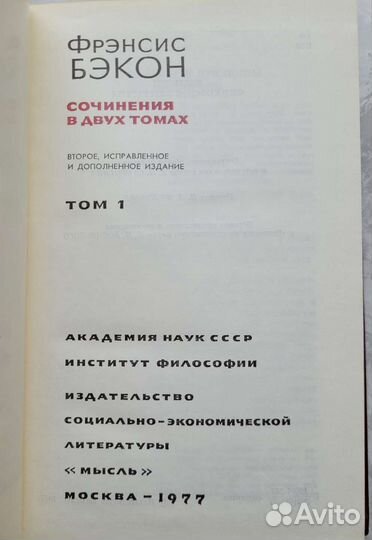 ФРЭНСИС
БЭКОН
СОЧИНЕНИЯ
В ДВУХ ТОМАХ
ВТОРОЕ, ИСПРАВЛЕННОЕ
И ДОПОЛНЕННОЕ ИЗДАНИЕ
ТОМ 1
АКАДЕМИЯ НАУК СССР
ИНСТИТУТ ФИЛОСОФИИ
ИЗДАТЕЛЬСТВО
СОЦИАЛЬНО-ЭКОНОМИЧЕСКОЙ
ЛИТЕРАТУРЫ
«МЫСЛЬ»
МОСКВА – 1977
Avito